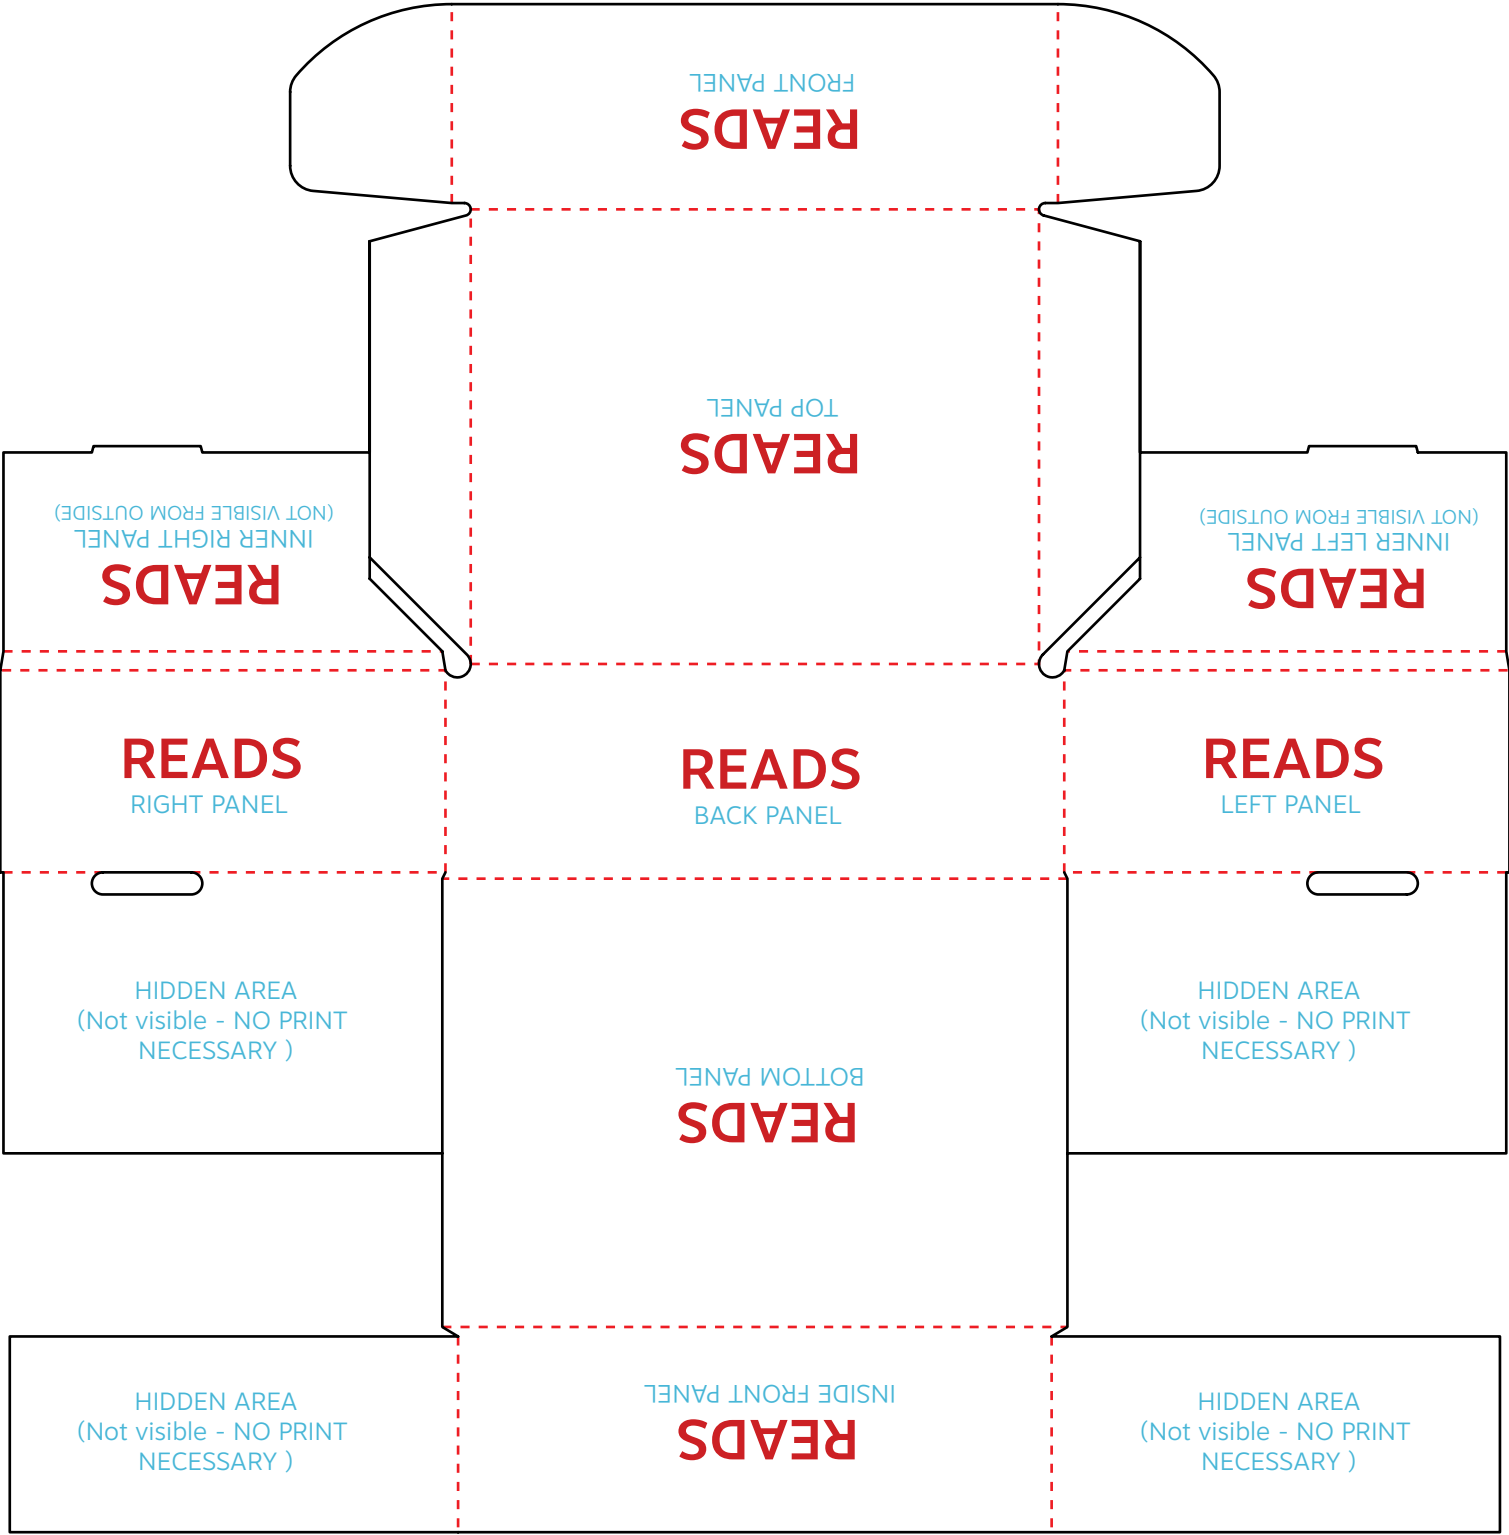 READS
FRONT PANEL
READS
TOP PANEL
READS
INNER RIGHT PANEL
(NOT VISIBLE FROM OUTSIDE)
READS
INNER LEFT PANEL
(NOT VISIBLE FROM OUTSIDE)
READS
RIGHT PANEL
READS
BACK PANEL
READS
LEFT PANEL
HIDDEN AREA
(Not visible - NO PRINT
NECESSARY )
HIDDEN AREA
(Not visible - NO PRINT
NECESSARY )
READS
BOTTOM PANEL
HIDDEN AREA
(Not visible - NO PRINT
NECESSARY )
READS
INSIDE FRONT PANEL
HIDDEN AREA
(Not visible - NO PRINT
NECESSARY )